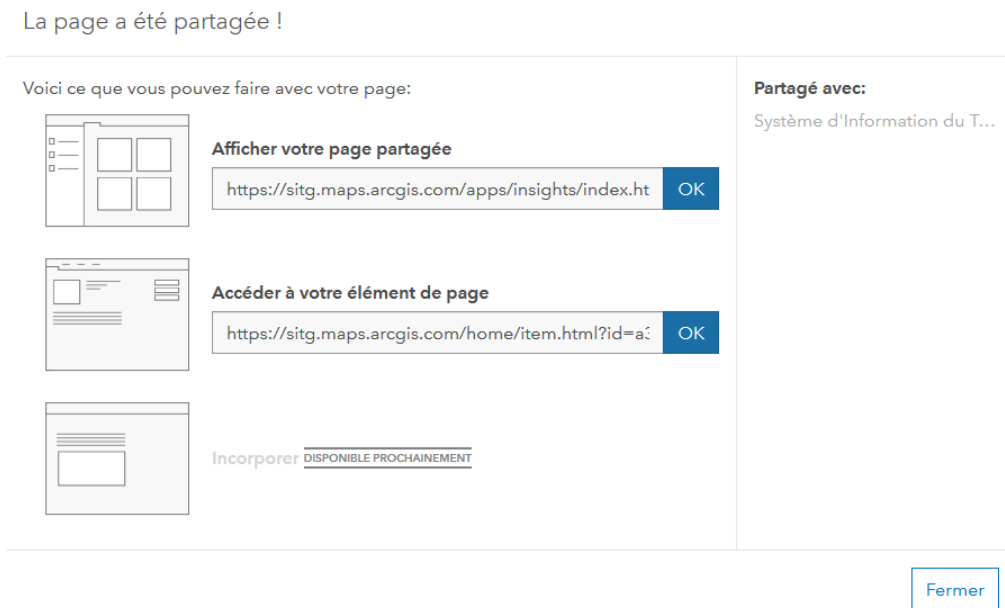 La page a été partagée !
Voici ce que vous pouvez faire avec votre page:
Afficher votre page partagée
https://sitg.maps.arcgis.com/apps/insights/index.ht
OK
Accéder à votre élément de page
https://sitg.maps.arcgis.com/home/item.html?id=a3
OK
Incorporer DISPONIBLE PROCHAINEMENT
Partagé avec:
Système d'Information du T...
Fermer